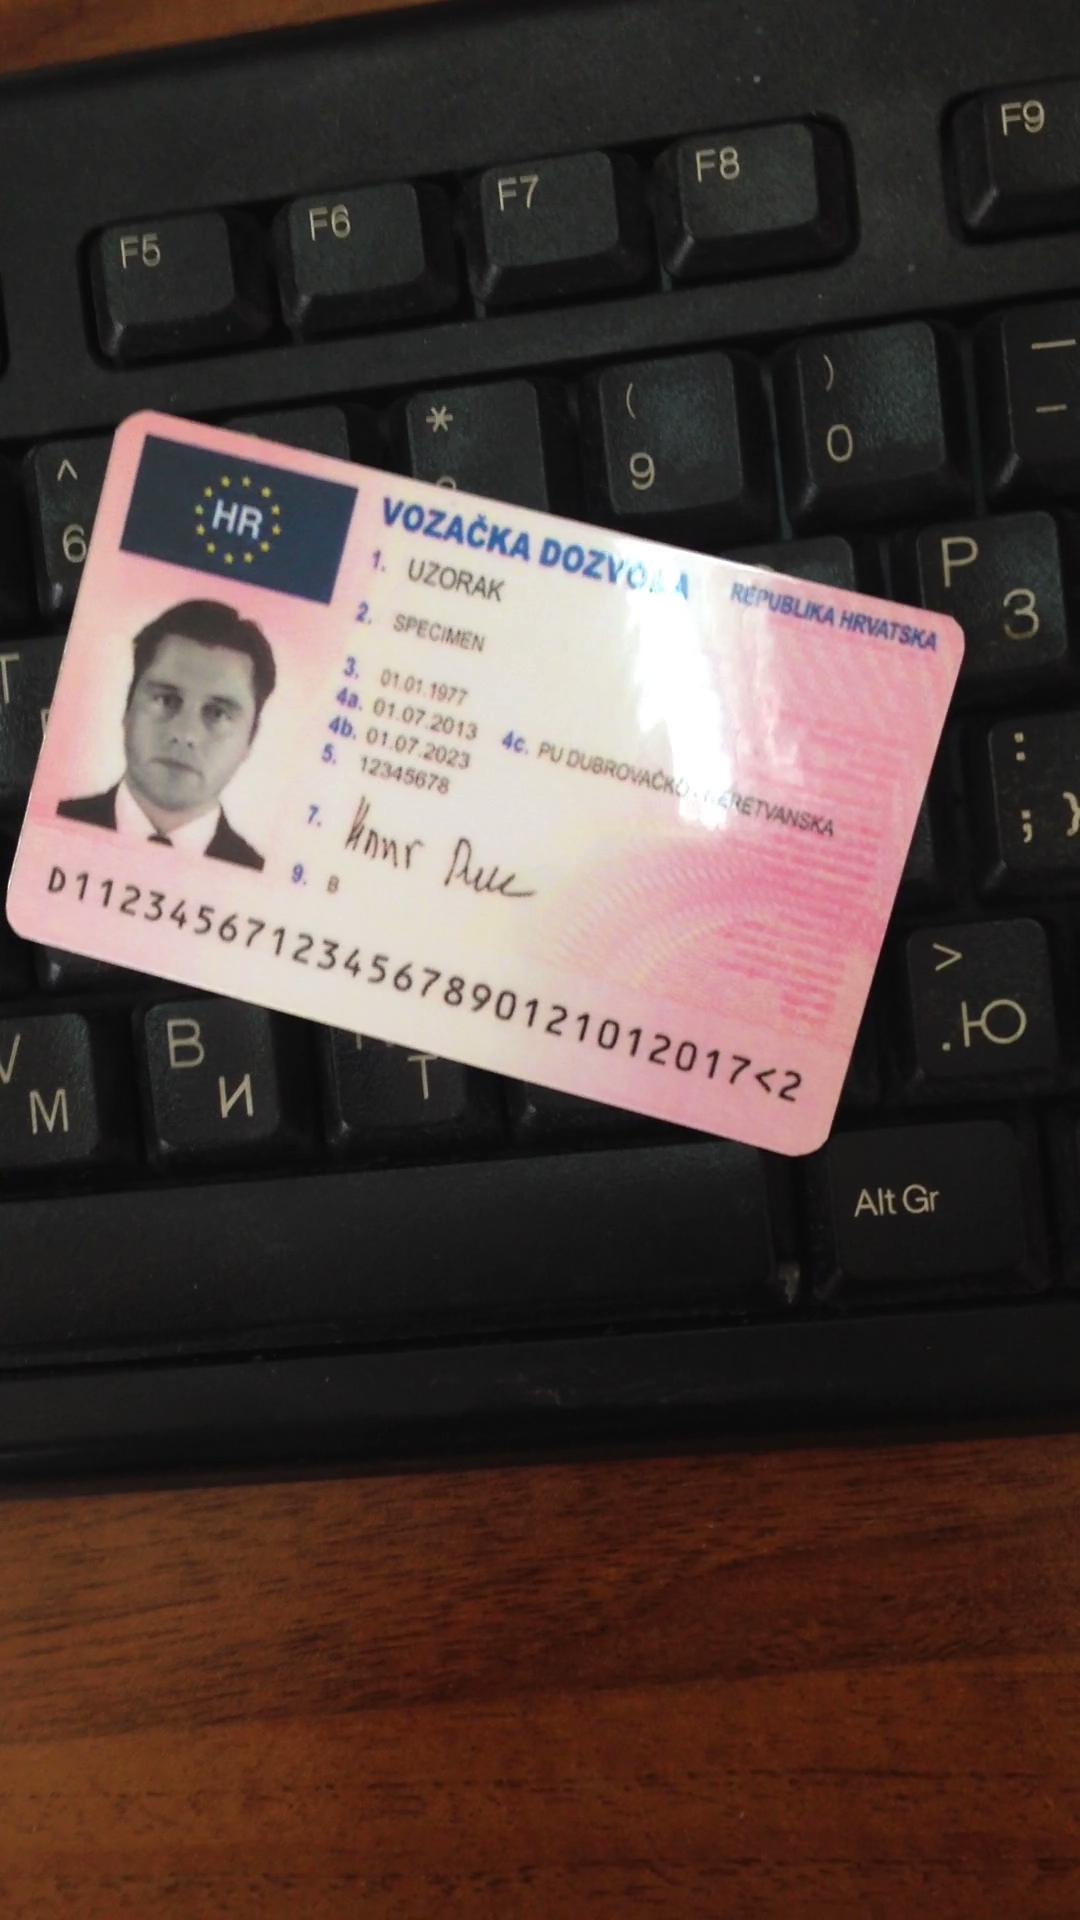 F5 F6 F7 F8 F9
^ * ( ) —
6 9 0 -
HR
VOZAČKA DOZVOLA REPUBLIKA HRVATSKA
1. UZORAK
2. SPECIMEN
3. 01.01.1977
4a. 01.07.2013 4c. PU DUBROVAČKO - NERETVANSKA
4b. 01.07.2023
5. 12345678
7.
9. B
D11234567123456789012101 2017<2
P
З
:
; }
>
. Ю
V B
М И Т
Alt Gr